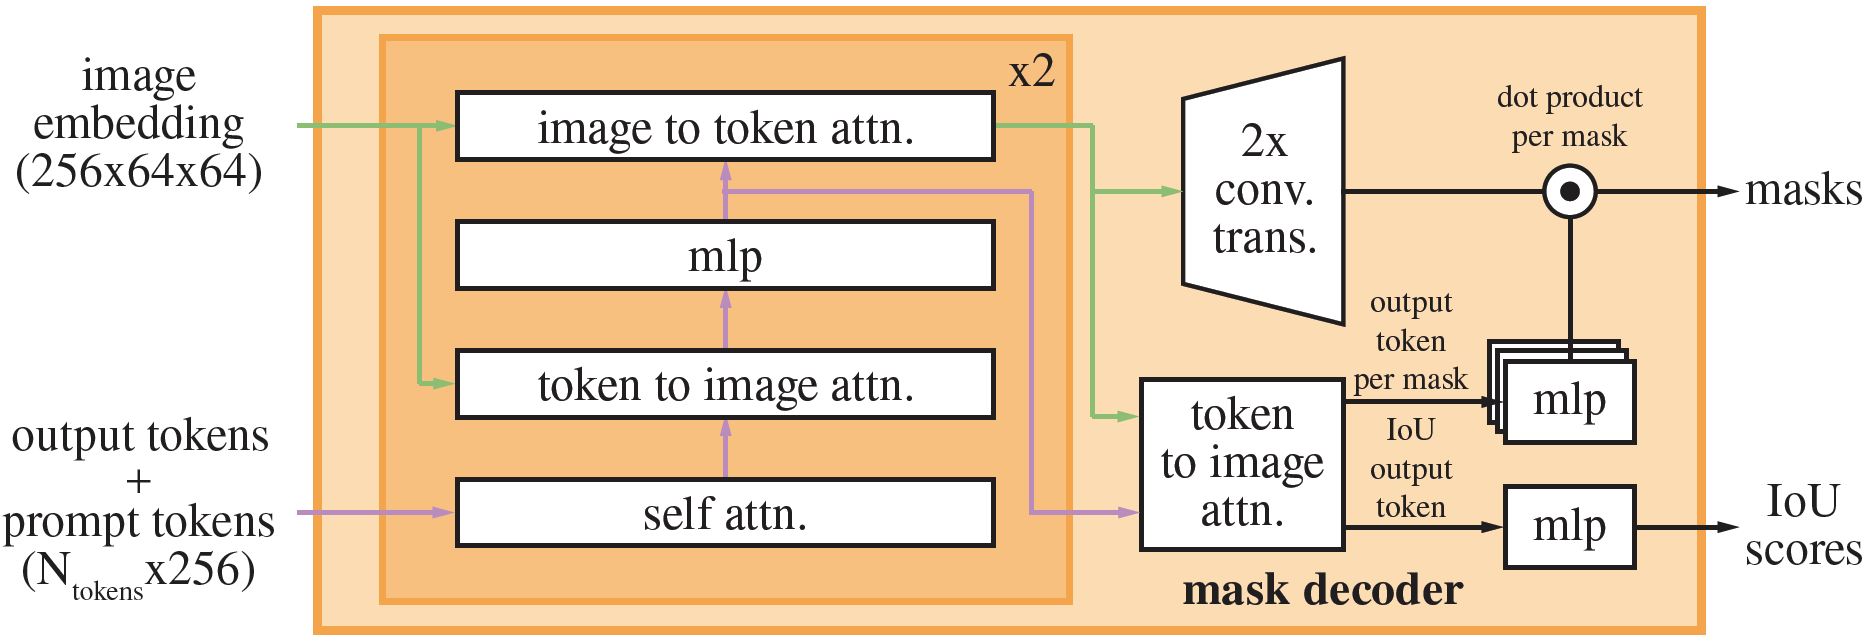 image
embedding
(256x64x64)
output tokens
+
prompt tokens
(N_tokens x256)
x2
image to token attn.
mlp
token to image attn.
self attn.
2x
conv.
trans.
dot product
per mask
masks
output
token
per mask
mlp
token
to image
attn.
IoU
output
token
mlp
IoU
scores
mask decoder